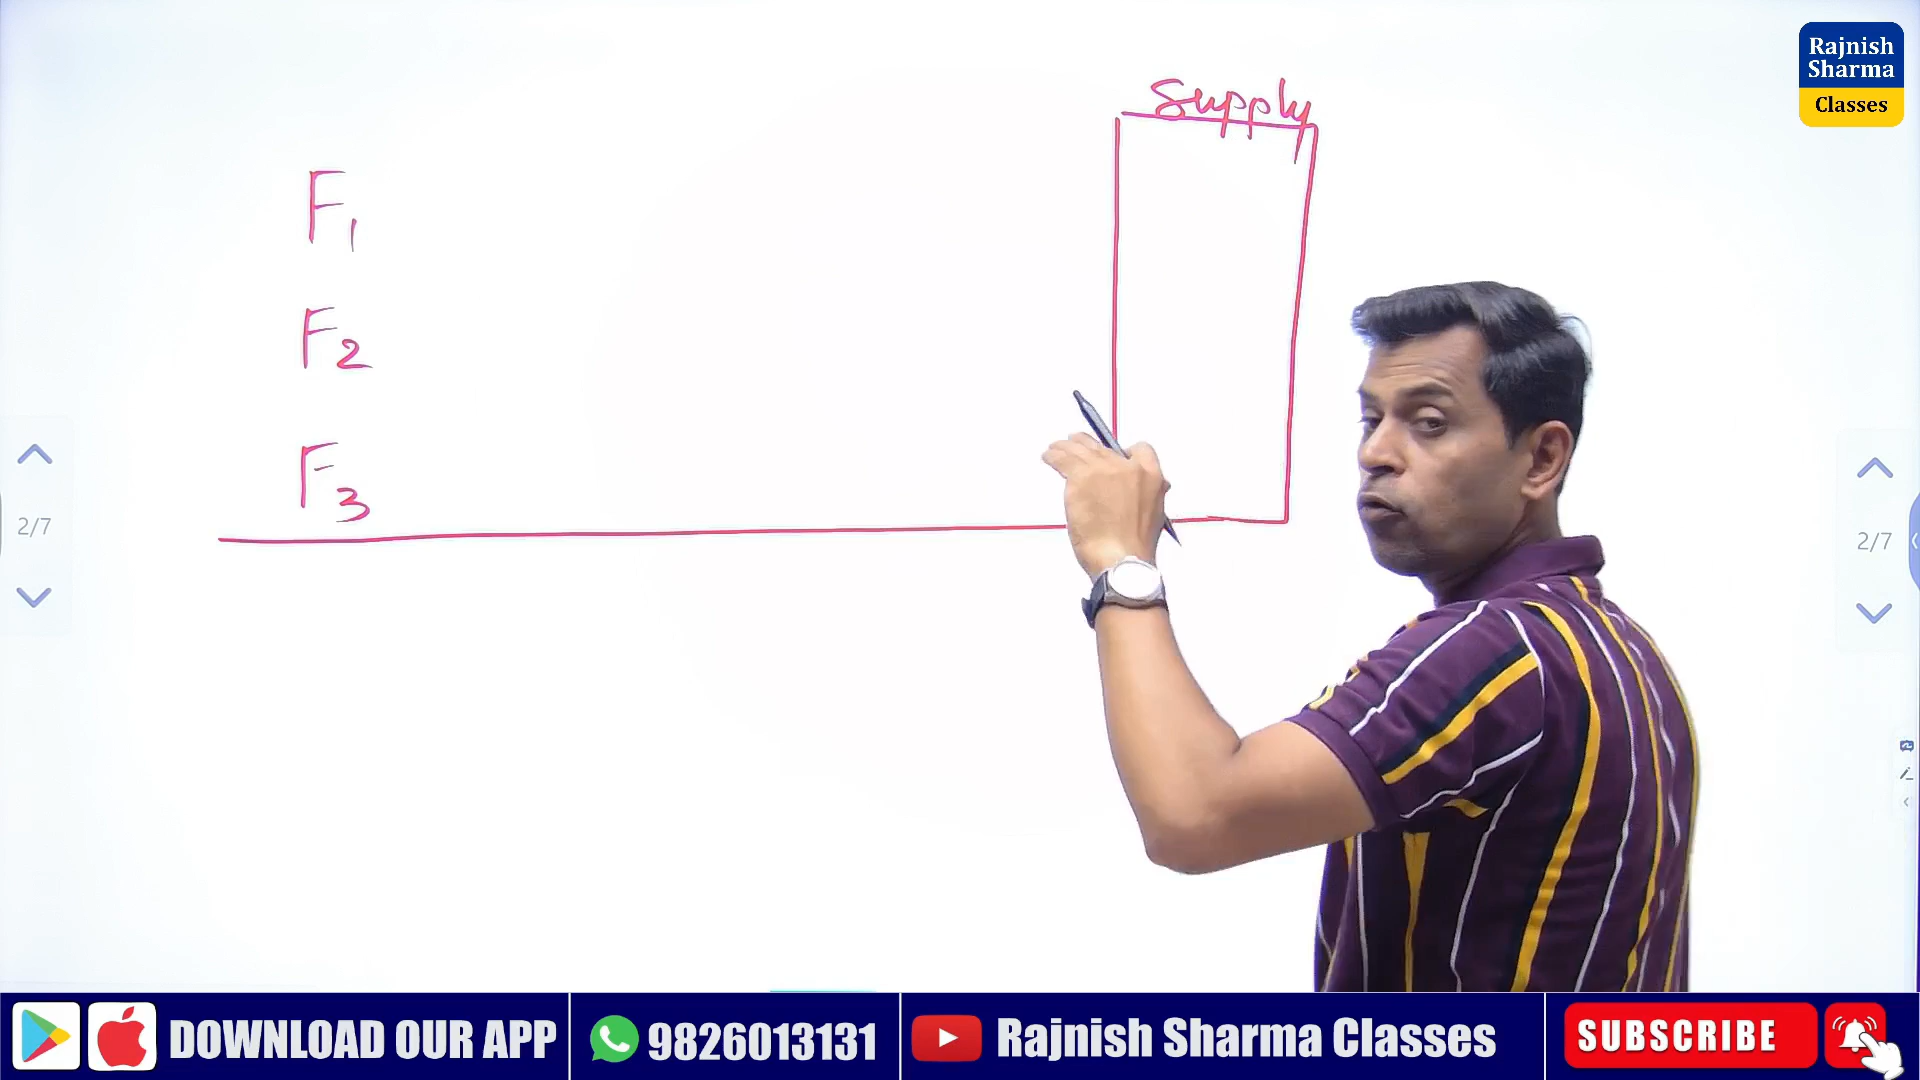 Rajnish
Sharma
Classes
Supply
F1
F2
F3
2/7
2/7
DOWNLOAD OUR APP
9826013131
Rajnish Sharma Classes
SUBSCRIBE